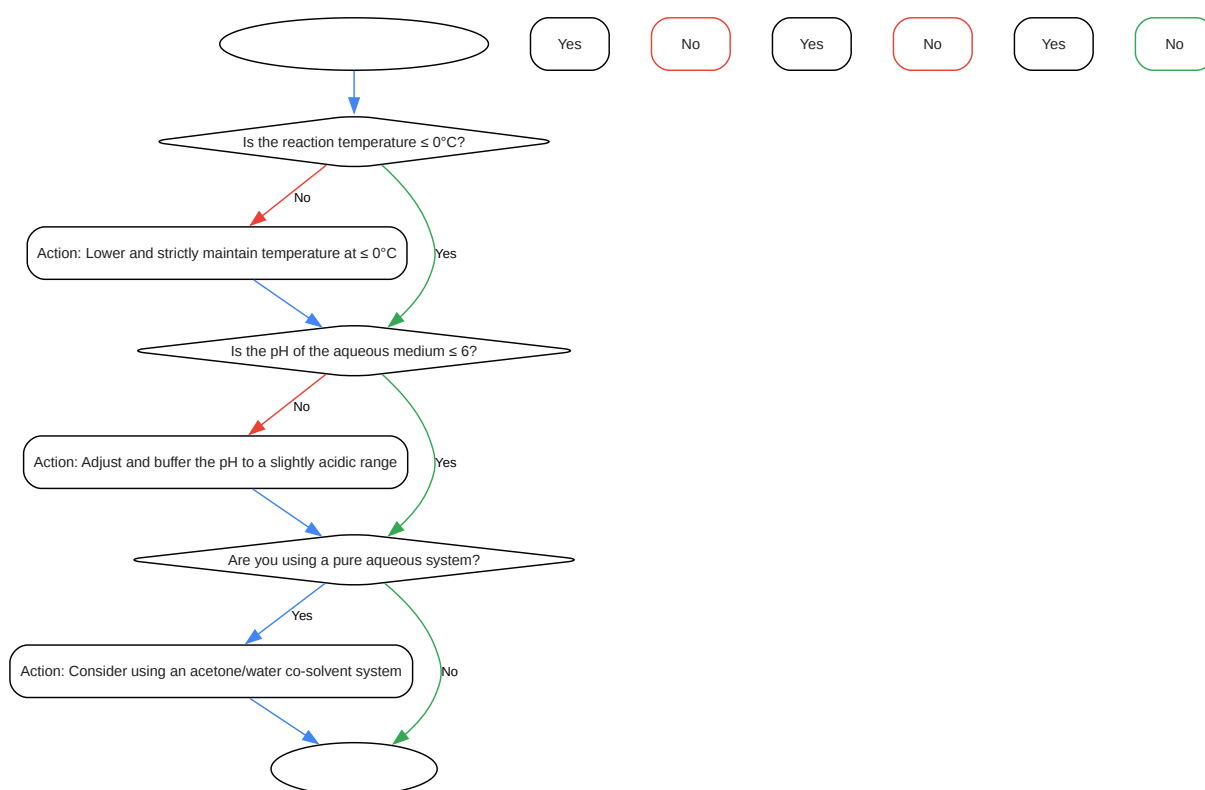 Yes
No
Yes
No
Yes
No
Is the reaction temperature ≤ 0°C?
No
Action: Lower and strictly maintain temperature at ≤ 0°C
Yes
Is the pH of the aqueous medium ≤ 6?
No
Action: Adjust and buffer the pH to a slightly acidic range
Yes
Are you using a pure aqueous system?
Yes
Action: Consider using an acetone/water co-solvent system
No